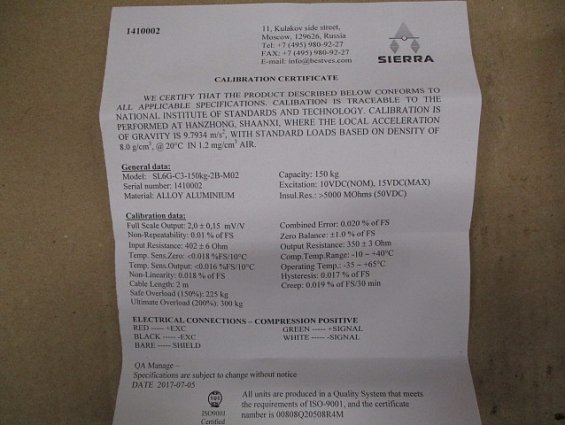 1410002
11, Kulakov side street,
Moscow, 129626, Russia
Tel: +7 (495) 980-92-27
FAX: +7 (495) 980-92-27
E-mail: info@bestves.com
SIERRA
CALIBRATION CERTIFICATE
WE CERTIFY THAT THE PRODUCT DESCRIBED BELOW CONFORMS TO
ALL APPLICABLE SPECIFICATIONS. CALIBATION IS TRACEABLE TO THE
NATIONAL INSTITUTE OF STANDARDS AND TECHNOLOGY. CALIBRATION IS
PERFORMED AT HANZHONG, SHAANXI, WHERE THE LOCAL ACCELERATION
OF GRAVITY IS 9.7934 m/s², WITH STANDARD LOADS BASED ON DENSITY OF
8.0 g/cm³, @ 20°C IN 1.2 mg/cm³ AIR.
General data:
Model: SL6G-C3-150kg-2B-M02
Serial number: 1410002
Material: ALLOY ALUMINIUM
Capacity: 150 kg
Excitation: 10VDC(NOM), 15VDC(MAX)
Insul.Res.: >5000 MOhms (50VDC)
Calibration data:
Full Scale Output: 2,0 ± 0,15 mV/V
Non-Repeatability: 0.01 % of FS
Input Resistance: 402 ± 6 Ohm
Temp. Sens.Zero: <0.018 %FS/10°C
Temp. Sens.Output: <0.016 %FS/10°C
Non-Linearity: 0.018 % of FS
Cable Length: 2 m
Safe Overload (150%): 225 kg
Ultimate Overload (200%): 300 kg
Combined Error: 0.020 % of FS
Zero Balance: ±1.0 % of FS
Output Resistance: 350 ± 3 Ohm
Comp.Temp.Range: -10 ~ +40°C
Operating Temp.: -35 ~ +65°C
Hysteresis: 0.017 % of FS
Creep: 0.019 % of FS/30 min
ELECTRICAL CONNECTIONS – COMPRESSION POSITIVE
RED ----- +EXC
BLACK ----- -EXC
BARE ----- SHIELD
GREEN ----- +SIGNAL
WHITE ----- -SIGNAL
QA Manage –
Specifications are subject to change without notice
DATE 2017-07-05
ISO9001
Certified
All units are produced in a Quality System that meets
the requirements of ISO-9001, and the certificate
number is 00808Q20508R4M